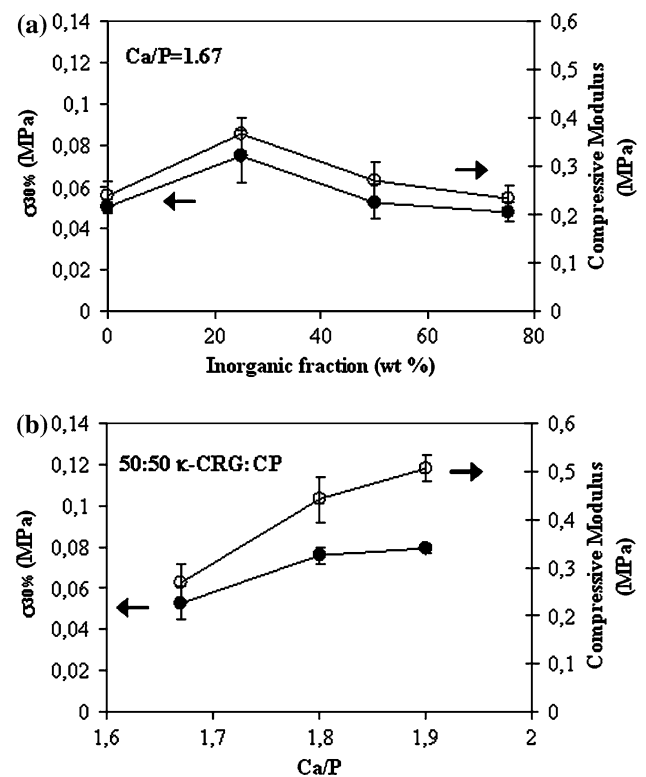 (a)
Ca/P=1.67
0,14
0,12
0,1
0,08
0,06
0,04
0,02
0
σ30% (MPa)
0,6
0,5
0,4
0,3
0,2
0,1
0
Compressive Modulus
(MPa)
0 20 40 60 80
Inorganic fraction (wt %)
(b)
50:50 κ-CRG: CP
0,14
0,12
0,1
0,08
0,06
0,04
0,02
0
σ30% (MPa)
0,6
0,5
0,4
0,3
0,2
0,1
0
Compressive Modulus
(MPa)
1,6 1,7 1,8 1,9 2
Ca/P